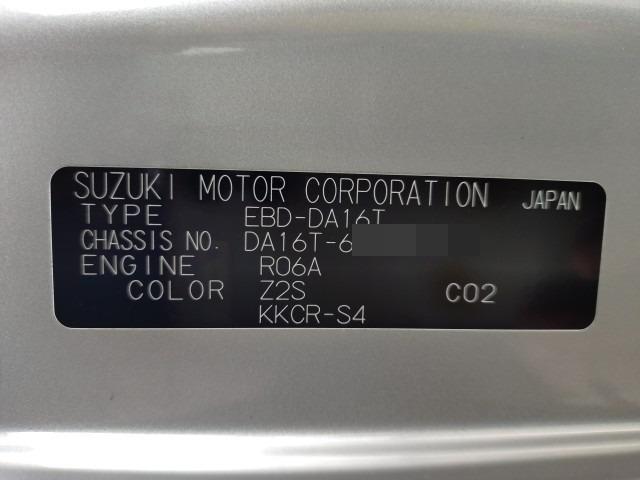 SUZUKI MOTOR CORPORATION JAPAN
TYPE EBD-DA16T
CHASSIS NO. DA16T-6
ENGINE R06A
COLOR Z2S C02
KKCR-S4